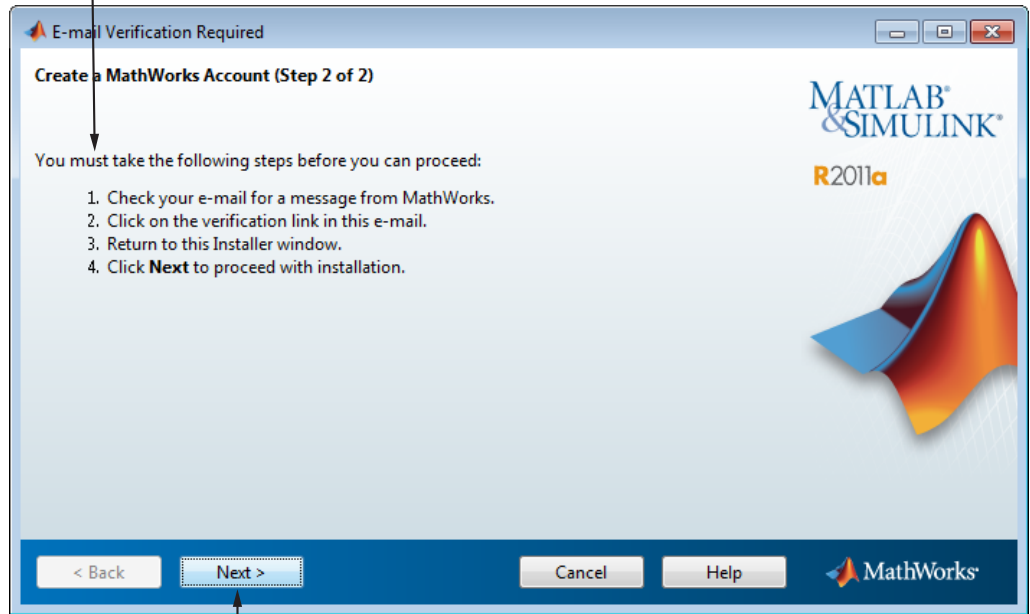 E-mail Verification Required
Create a MathWorks Account (Step 2 of 2)
MATLAB®
&SIMULINK®
R2011a
You must take the following steps before you can proceed:
1. Check your e-mail for a message from MathWorks.
2. Click on the verification link in this e-mail.
3. Return to this Installer window.
4. Click Next to proceed with installation.
< Back
Next >
Cancel
Help
MathWorks®